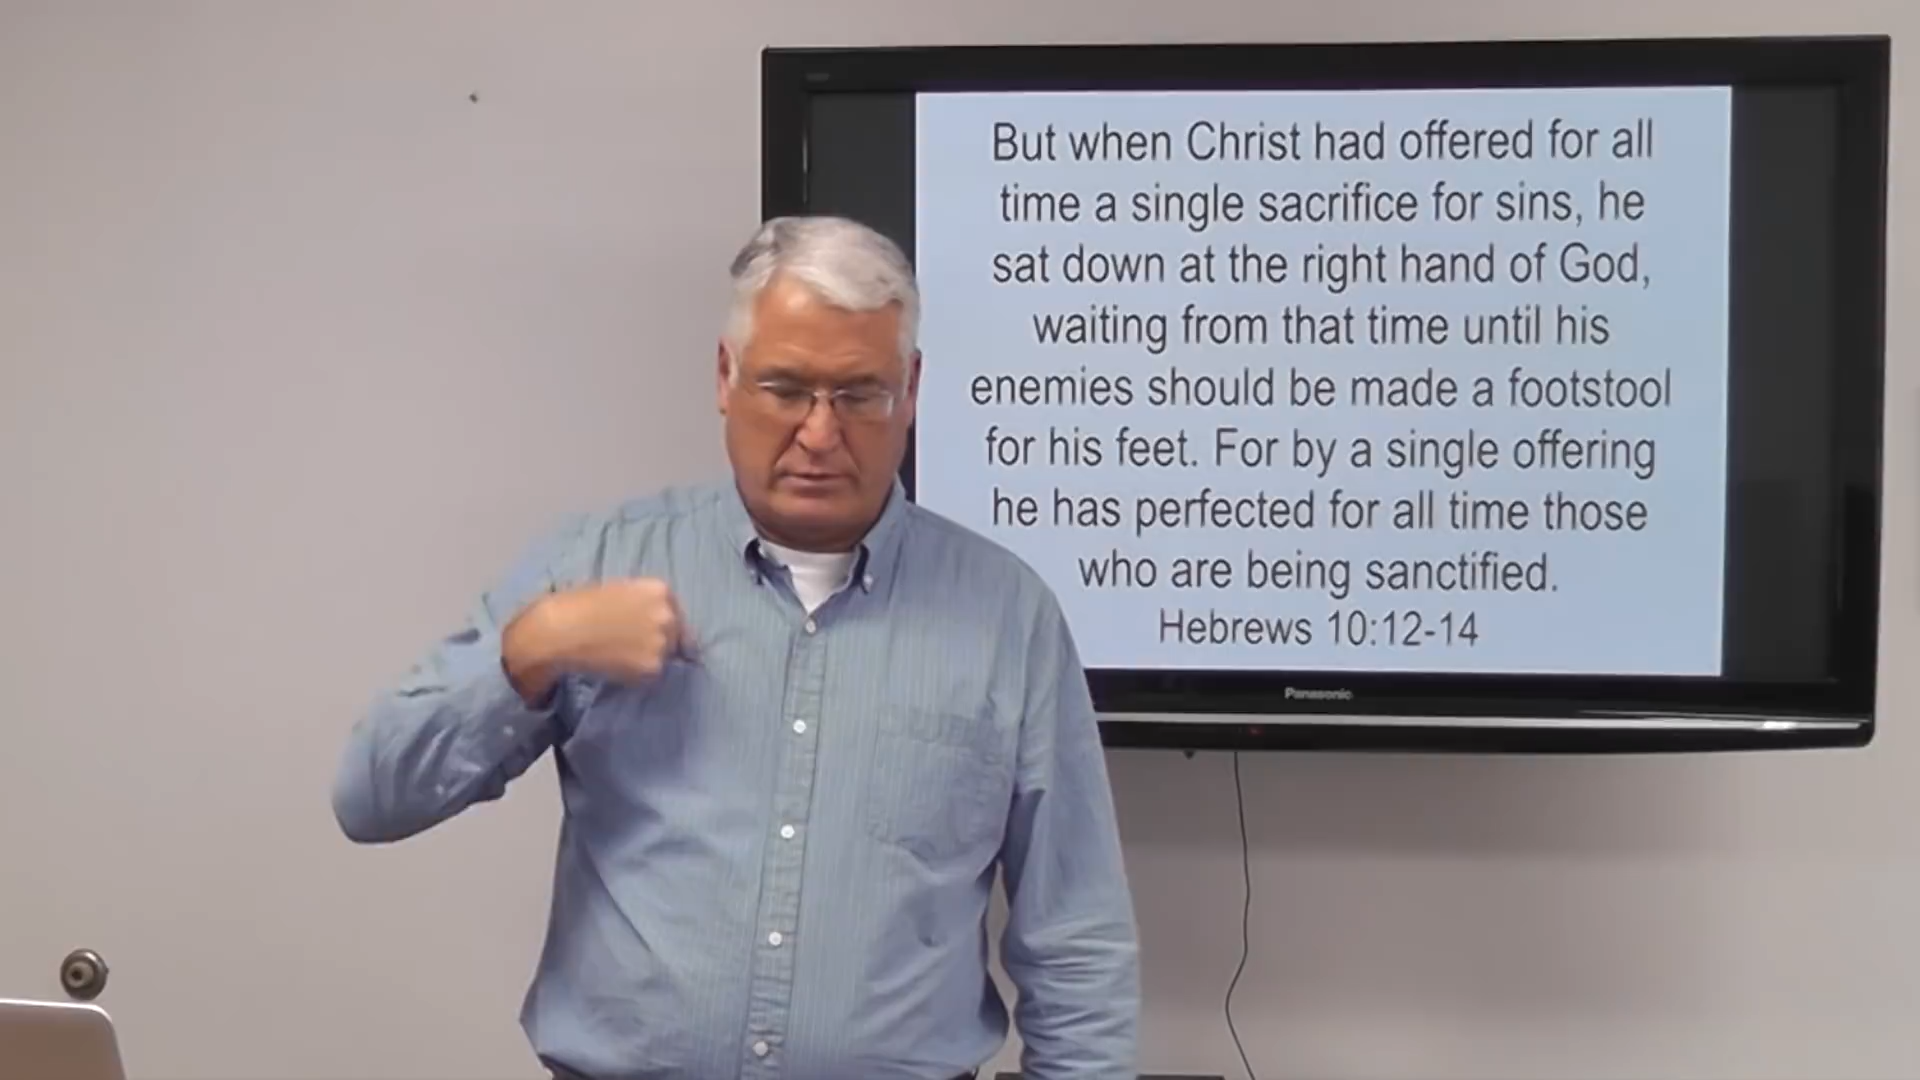 But when Christ had offered for all
time a single sacrifice for sins, he
sat down at the right hand of God,
waiting from that time until his
enemies should be made a footstool
for his feet. For by a single offering
he has perfected for all time those
who are being sanctified.
Hebrews 10:12-14
Panasonic